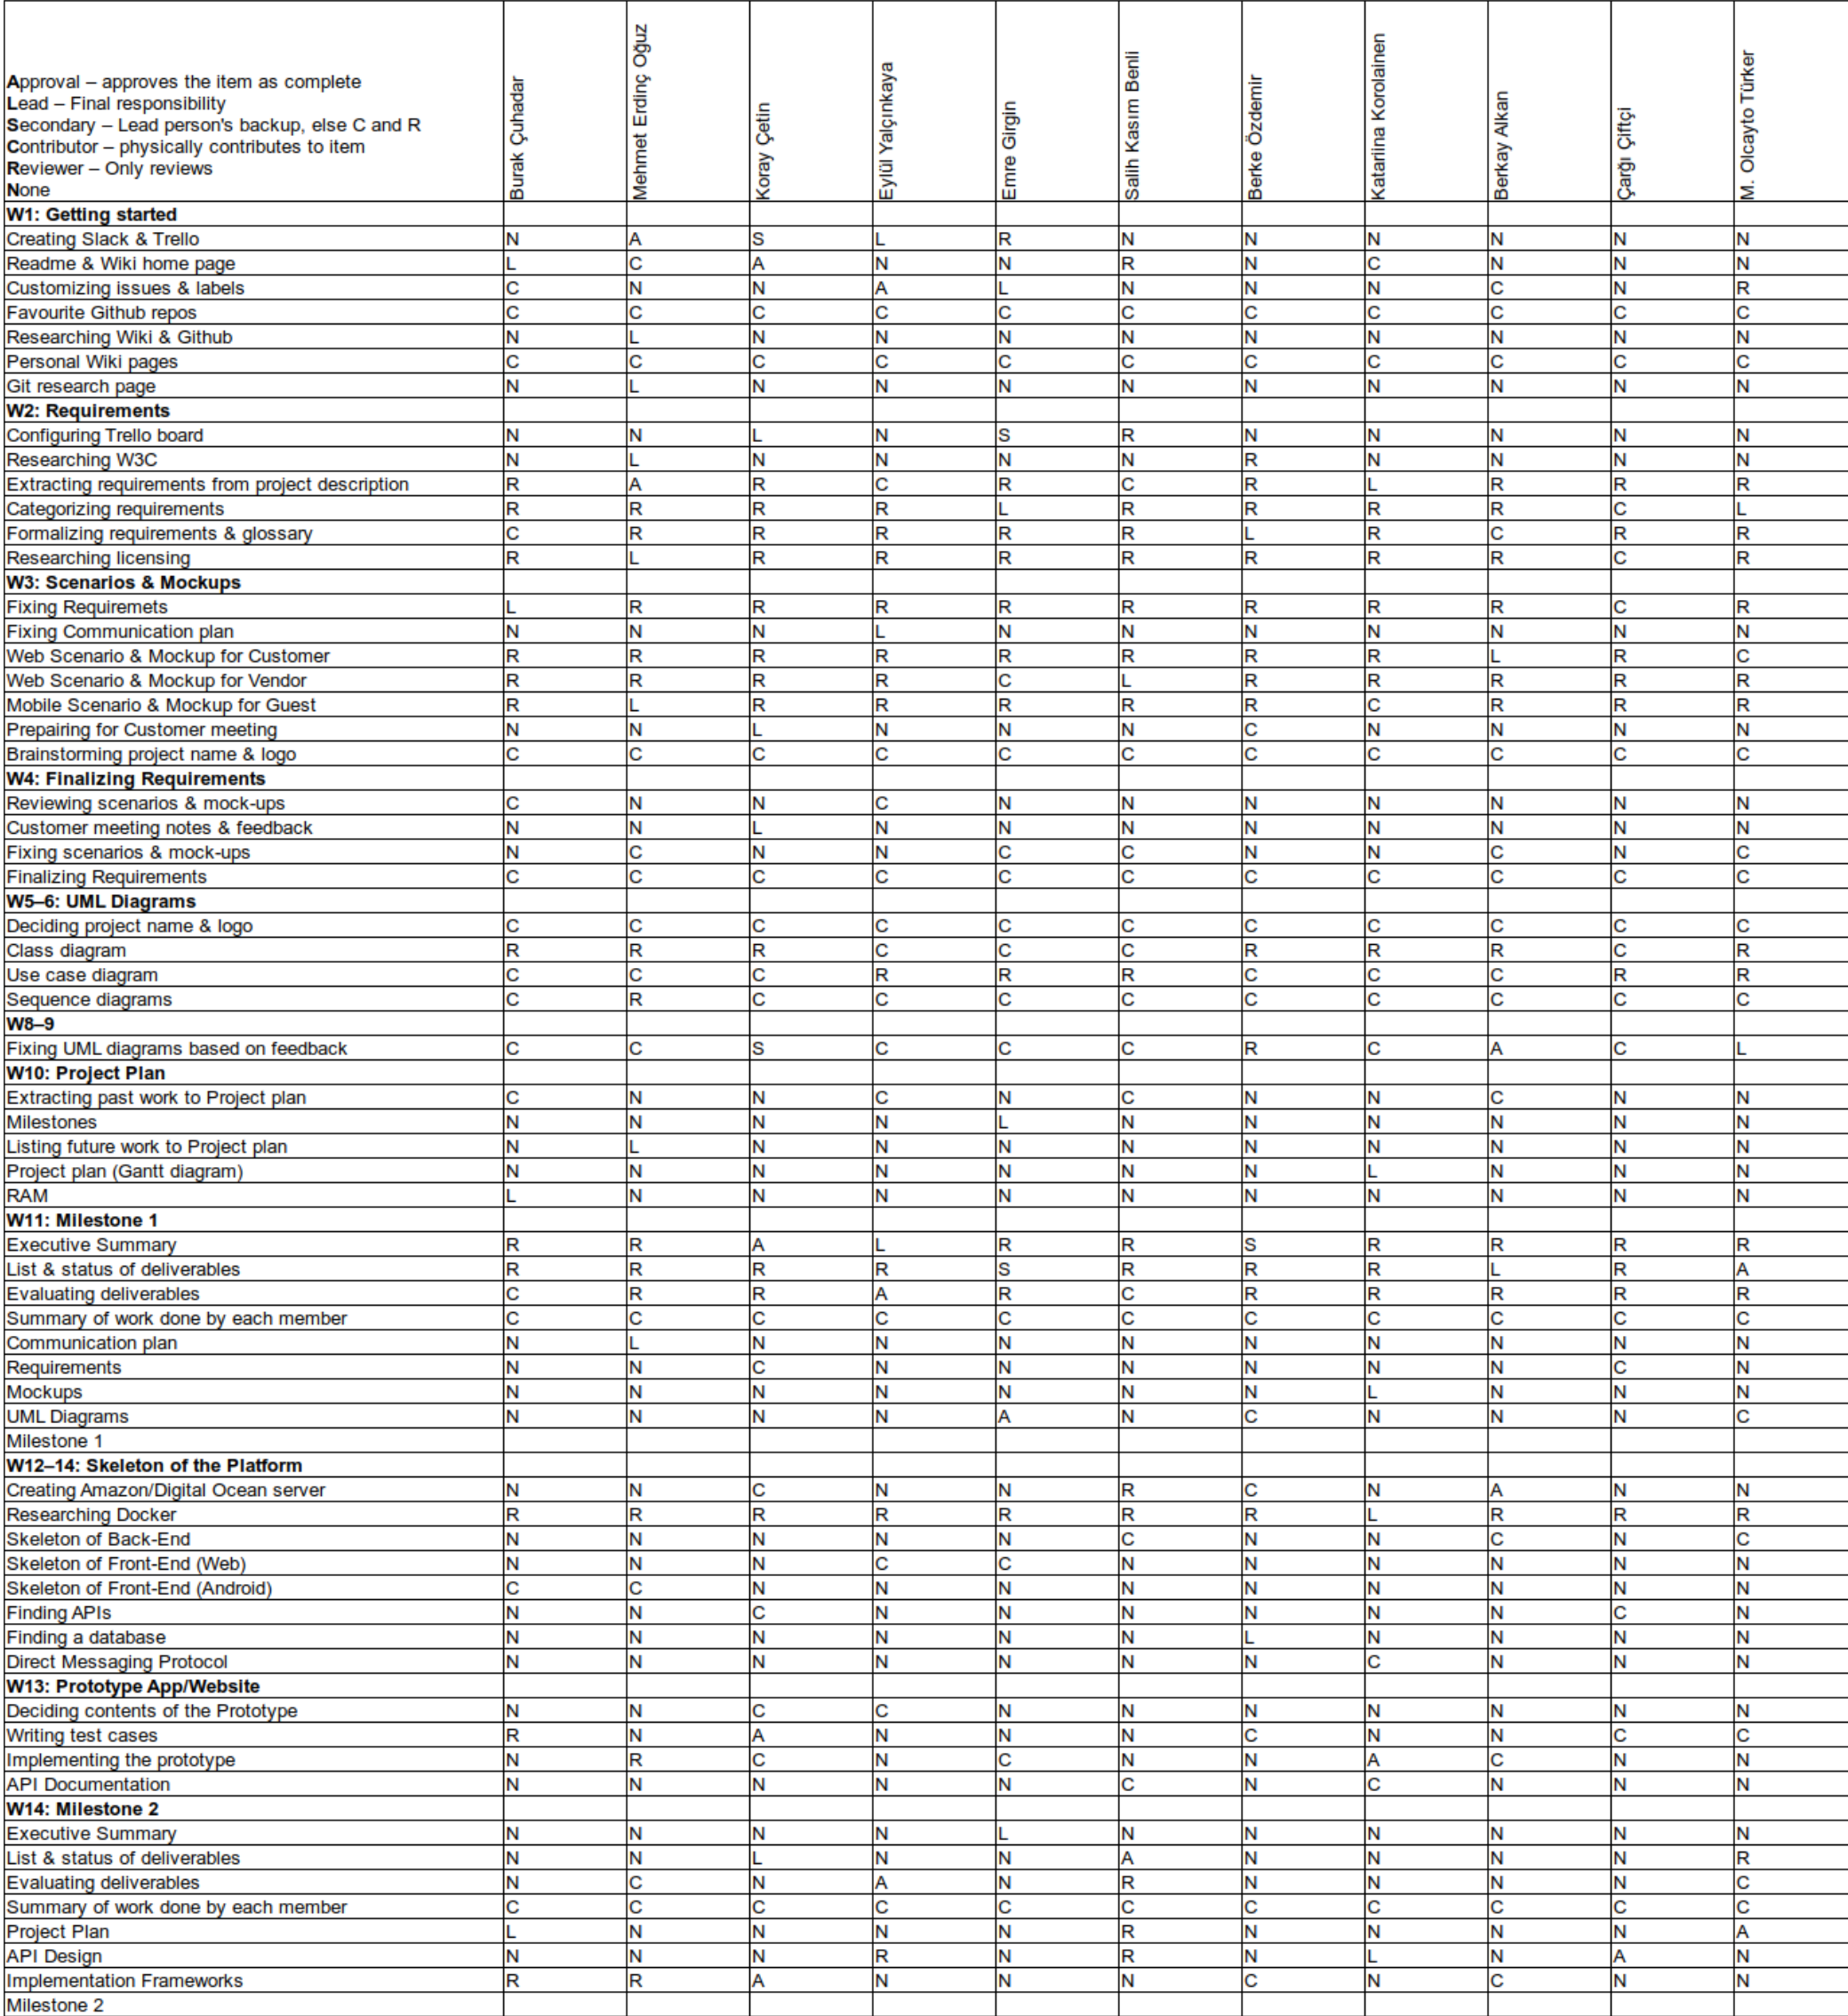 Approval – approves the item as complete
Lead – Final responsibility
Secondary – Lead person's backup, else C and R
Contributor – physically contributes to item
Reviewer – Only reviews
None
Burak Çuhadar
Mehmet Erdinç Oğuz
Koray Çetin
Eylül Yalçınkaya
Emre Girgin
Salih Kasım Benli
Berke Özdemir
Katariina Korolainen
Berkay Alkan
Çarğı Çiftçi
M. Olcayto Türker
W1: Getting started
Creating Slack & Trello N A S L R N N N N N N
Readme & Wiki home page L C A N N R N C N N N
Customizing issues & labels C N N A L N N N C N R
Favourite Github repos C C C C C C C C C C C
Researching Wiki & Github N L N N N N N N N N N
Personal Wiki pages C C C C C C C C C C C
Git research page N L N N N N N N N N N
W2: Requirements
Configuring Trello board N N L N S R N N N N N
Researching W3C N L N N N N R N N N N
Extracting requirements from project description R A R C R C R L R R R
Categorizing requirements R R R R L R R R R C L
Formalizing requirements & glossary C R R R R R L R C R R
Researching licensing R L R R R R R R R C R
W3: Scenarios & Mockups
Fixing Requiremets L R R R R R R R R C R
Fixing Communication plan N N N L N N N N N N N
Web Scenario & Mockup for Customer R R R R R R R R L R C
Web Scenario & Mockup for Vendor R R R R C L R R R R R
Mobile Scenario & Mockup for Guest R L R R R R R C R R R
Prepairing for Customer meeting N N L N N N C N N N N
Brainstorming project name & logo C C C C C C C C C C C
W4: Finalizing Requirements
Reviewing scenarios & mock-ups C N N C N N N N N N N
Customer meeting notes & feedback N N L N N N N N N N N
Fixing scenarios & mock-ups N C N N C C N N C N C
Finalizing Requirements C C C C C C C C C C C
W5–6: UML Diagrams
Deciding project name & logo C C C C C C C C C C C
Class diagram R R R C C C R R R C R
Use case diagram C C C R R R C C C R R
Sequence diagrams C R C C C C C C C C C
W8–9
Fixing UML diagrams based on feedback C C S C C C R C A C L
W10: Project Plan
Extracting past work to Project plan C N N C N C N N C N N
Milestones N N N N L N N N N N N
Listing future work to Project plan N L N N N N N N N N N
Project plan (Gantt diagram) N N N N N N N L N N N
RAM L N N N N N N N N N N
W11: Milestone 1
Executive Summary R R A L R R S R R R R
List & status of deliverables R R R R S R R R L R A
Evaluating deliverables C R R A R C R R R R R
Summary of work done by each member C C C C C C C C C C C
Communication plan N L N N N N N N N N N
Requirements N N C N N N N N N C N
Mockups N N N N N N N L N N N
UML Diagrams N N N N A N C N N N C
Milestone 1
W12–14: Skeleton of the Platform
Creating Amazon/Digital Ocean server N N C N N R C N A N N
Researching Docker R R R R R R R L R R R
Skeleton of Back-End N N N N N C N N C N C
Skeleton of Front-End (Web) N N N C C N N N N N N
Skeleton of Front-End (Android) C C N N N N N N N N N
Finding APIs N N C N N N N N N C N
Finding a database N N N N N N L N N N N
Direct Messaging Protocol N N N N N N N C N N N
W13: Prototype App/Website
Deciding contents of the Prototype N N C C N N N N N N N
Writing test cases R N A N N N C N N C C
Implementing the prototype N R C N C N N A C N N
API Documentation N N N N N C N C N N N
W14: Milestone 2
Executive Summary N N N N L N N N N N N
List & status of deliverables N N L N N A N N N N R
Evaluating deliverables N C N A N R N N N N C
Summary of work done by each member C C C C C C C C C C C
Project Plan L N N N N R N N N N A
API Design N N N R N R N L N A N
Implementation Frameworks R R A N N N C N C N N
Milestone 2